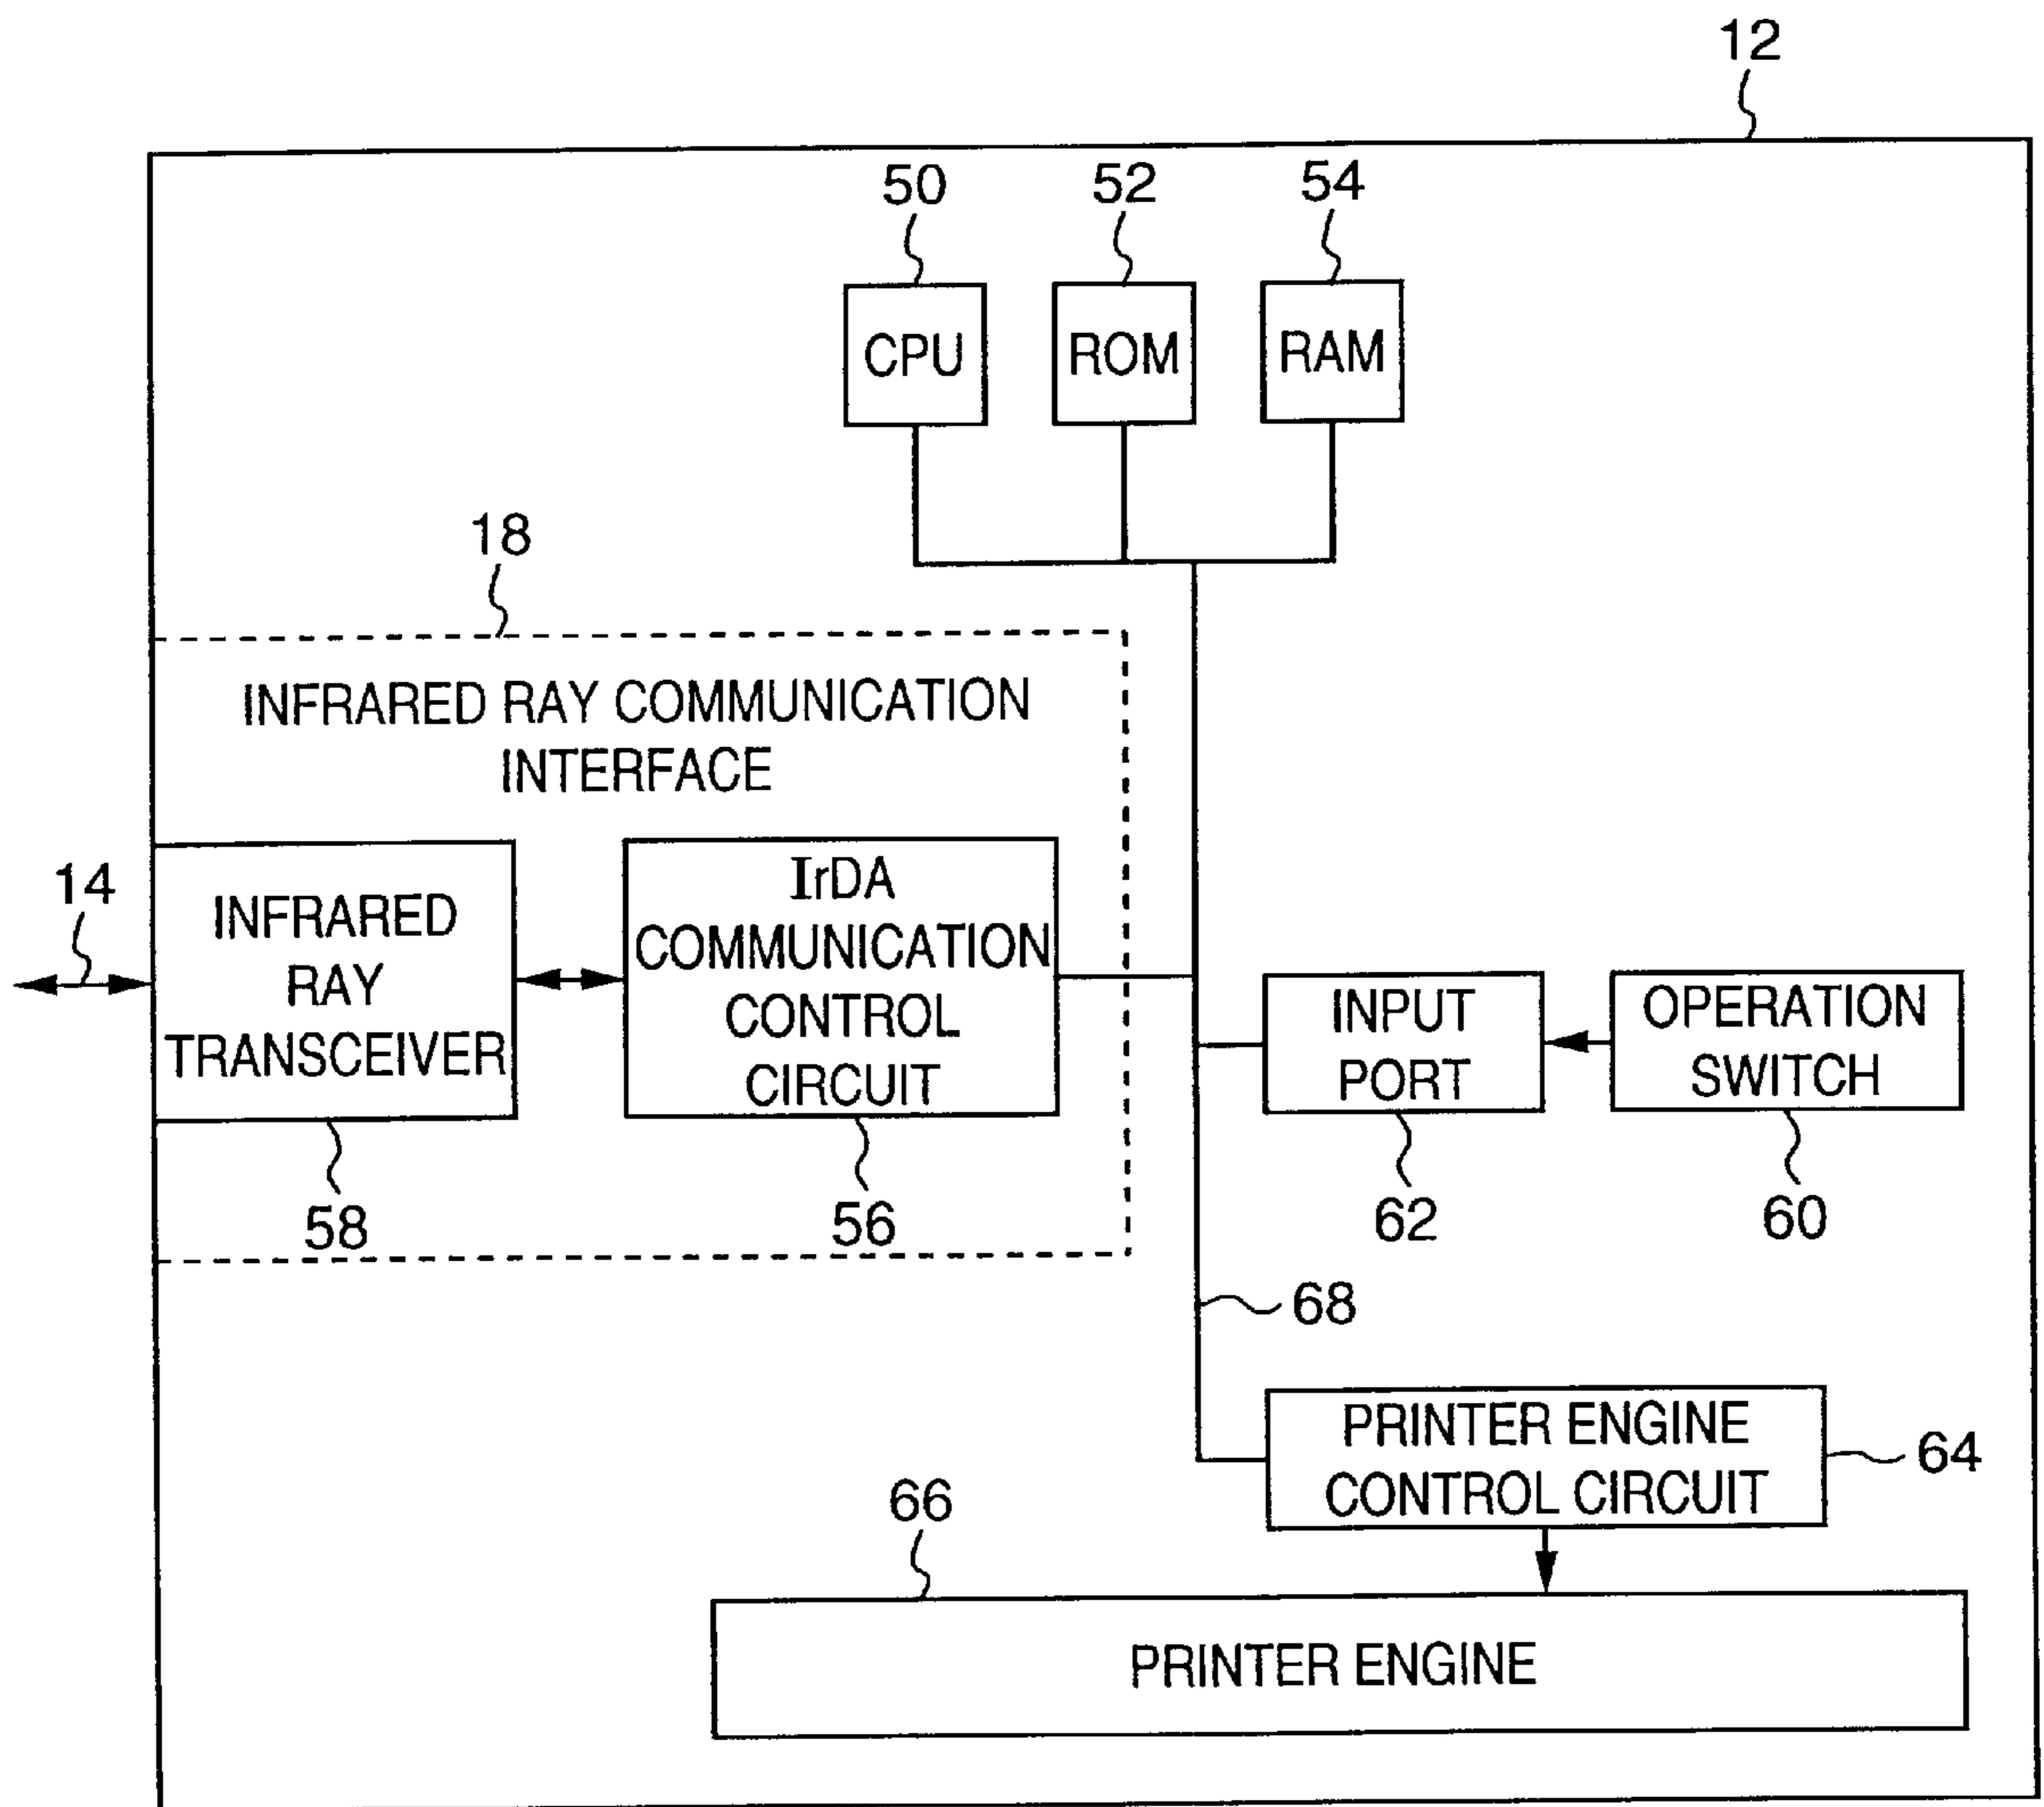 12
50
52
54
CPU
ROM
RAM
18
INFRARED RAY COMMUNICATION
INTERFACE
14
INFRARED
RAY
TRANSCEIVER
IrDA
COMMUNICATION
CONTROL
CIRCUIT
INPUT
PORT
OPERATION
SWITCH
58
56
62
60
68
PRINTER ENGINE
CONTROL CIRCUIT
64
66
PRINTER ENGINE